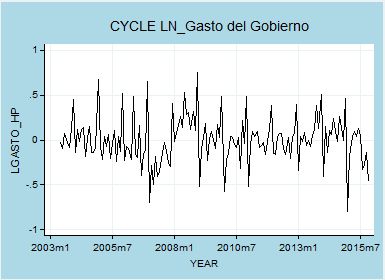 CYCLE LN_Gasto del Gobierno
1
.5
0
-.5
-1
LGASTO_HP
2003m1 2005m7 2008m1 2010m7 2013m1 2015m7
YEAR